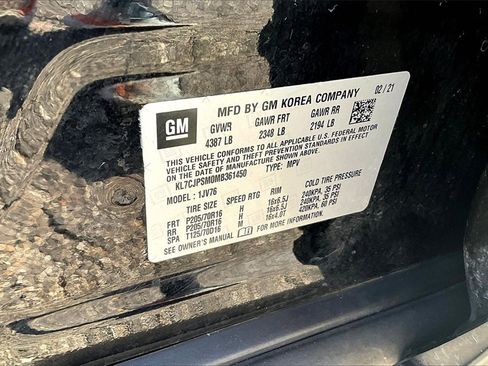 GM
MFD BY GM KOREA COMPANY 02/21
GVWR GAWR FRT GAWR RR
4387 LB 2348 LB 2194 LB
THIS VEHICLE CONFORMS TO ALL APPLICABLE U.S. FEDERAL MOTOR
VEHICLE SAFETY, BUMPER, AND THEFT PREVENTION STANDARDS IN EFFECT
ON THE DATE OF MANUFACTURE SHOWN ABOVE.
KL7CJPSM0MB361450 TYPE: MPV
MODEL: 1JV76
TIRE SIZE SPEED RTG RIM COLD TIRE PRESSURE
FRT P205/70R16 H 16x6.5J 240KPA, 35 PSI
RR P205/70R16 H 16x6.5J 240KPA, 35 PSI
SPA T125/70D16 M 16x4.0T 420KPA, 60 PSI
SEE OWNER'S MANUAL FOR MORE INFORMATION.